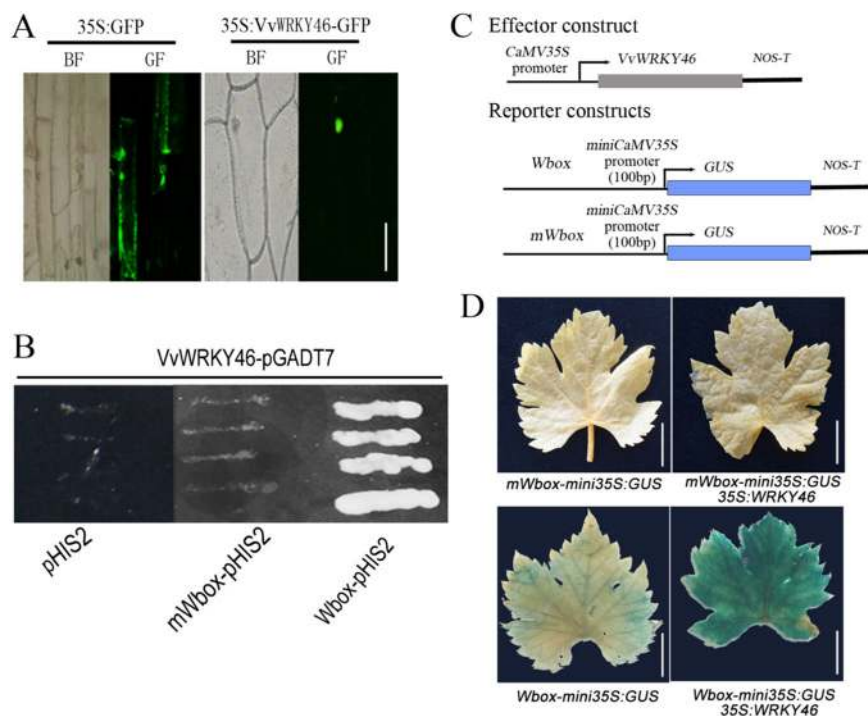 A
35S:GFP
35S:VvWRKY46-GFP
BF
GF
BF
GF
B
VvWRKY46-pGADT7
pHIS2
mWbox-pHIS2
Wbox-pHIS2
C
Effector construct
CaMV35S
promoter
VvWRKY46
NOS-T
Reporter constructs
Wbox
miniCaMV35S
promoter
(100bp)
GUS
NOS-T
mWbox
miniCaMV35S
promoter
(100bp)
GUS
NOS-T
D
mWbox-mini35S:GUS
mWbox-mini35S:GUS
35S:WRKY46
Wbox-mini35S:GUS
Wbox-mini35S:GUS
35S:WRKY46